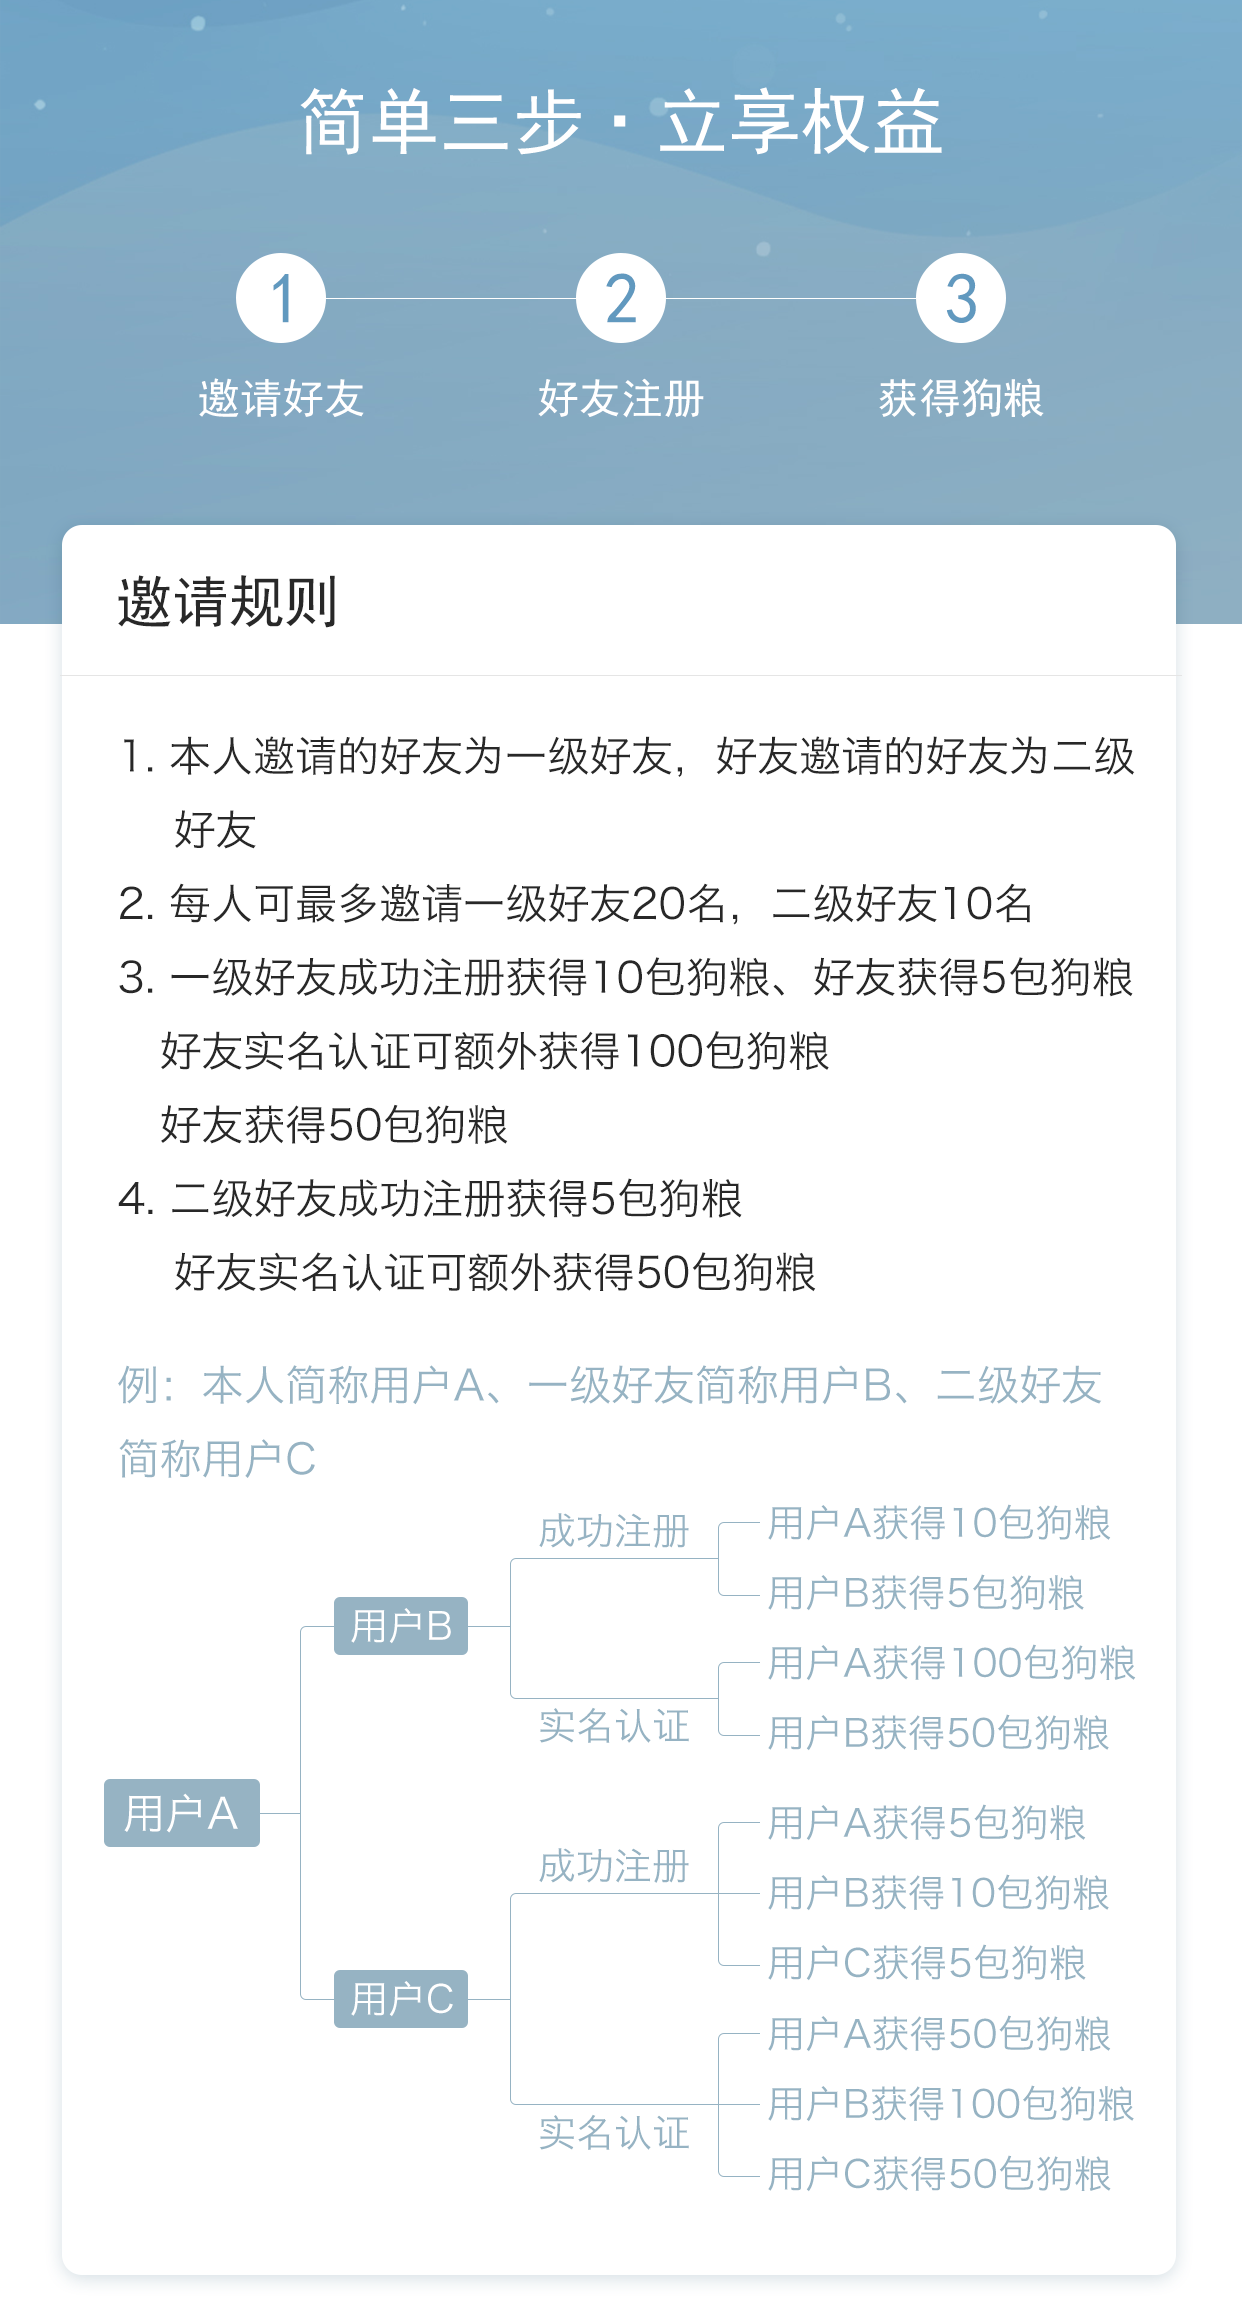 简单三步·立享权益
1
2
3
邀请好友
好友注册
获得狗粮
邀请规则
1. 本人邀请的好友为一级好友，好友邀请的好友为二级
好友
2. 每人可最多邀请一级好友20名，二级好友10名
3. 一级好友成功注册获得10包狗粮、好友获得5包狗粮
好友实名认证可额外获得100包狗粮
好友获得50包狗粮
4. 二级好友成功注册获得5包狗粮
好友实名认证可额外获得50包狗粮
例：本人简称用户A、一级好友简称用户B、二级好友
简称用户C
用户A
用户B
成功注册
用户A获得10包狗粮
用户B获得5包狗粮
实名认证
用户A获得100包狗粮
用户B获得50包狗粮
用户C
成功注册
用户A获得5包狗粮
用户B获得10包狗粮
用户C获得5包狗粮
实名认证
用户A获得50包狗粮
用户B获得100包狗粮
用户C获得50包狗粮